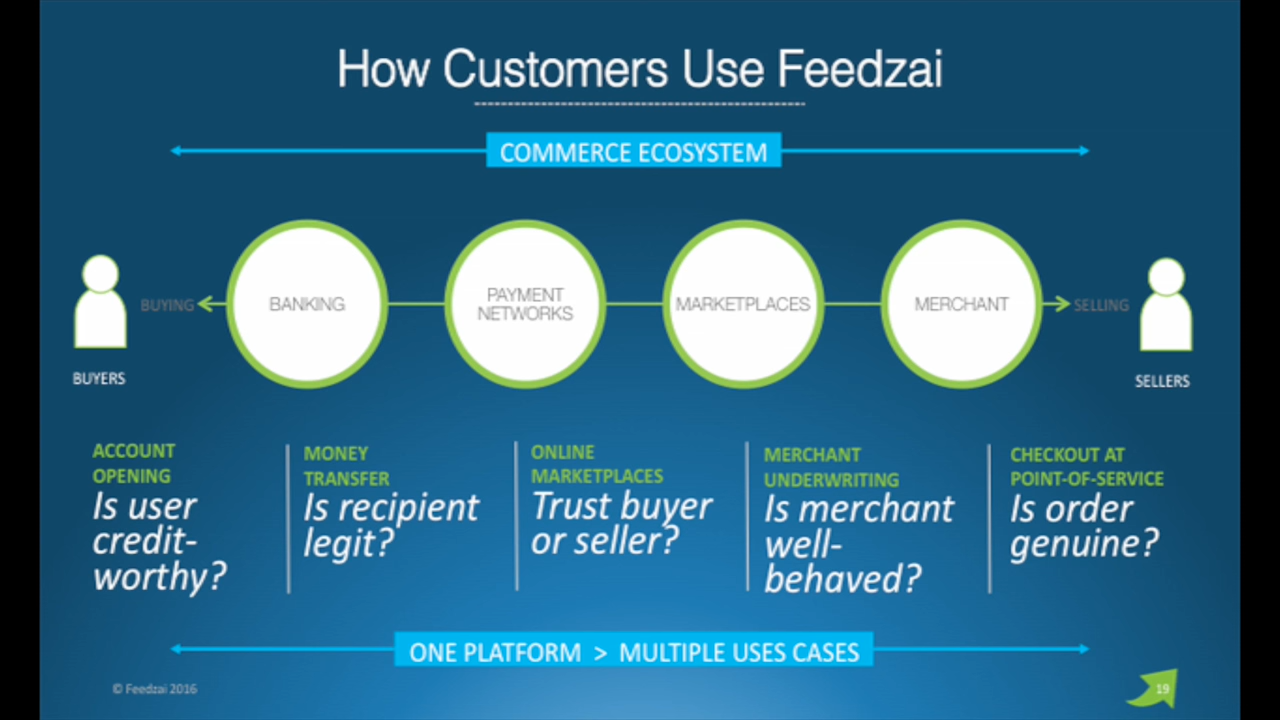 How Customers Use Feedzai
COMMERCE ECOSYSTEM
BUYING
BANKING
PAYMENT
NETWORKS
MARKETPLACES
MERCHANT
SELLING
BUYERS
SELLERS
ACCOUNT
OPENING
Is user
credit-
worthy?
MONEY
TRANSFER
Is recipient
legit?
ONLINE
MARKETPLACES
Trust buyer
or seller?
MERCHANT
UNDERWRITING
Is merchant
well-
behaved?
CHECKOUT AT
POINT-OF-SERVICE
Is order
genuine?
ONE PLATFORM > MULTIPLE USES CASES
© Feedzai 2016
19